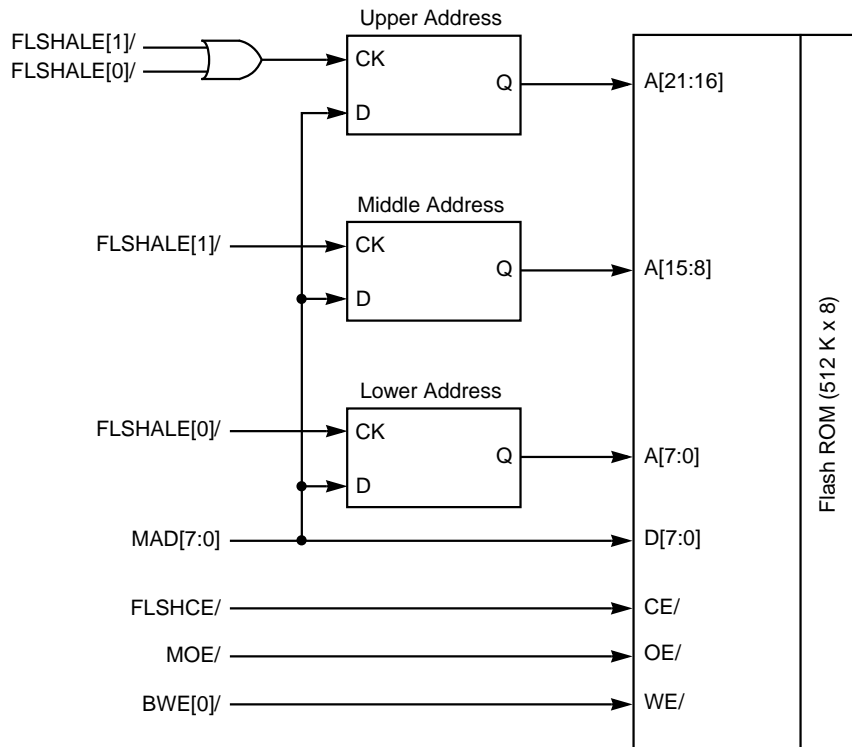 Upper Address
FLSHALE[1]/
FLSHALE[0]/
CK
Q
D
A[21:16]
Middle Address
FLSHALE[1]/
CK
Q
D
A[15:8]
Lower Address
FLSHALE[0]/
CK
Q
D
A[7:0]
MAD[7:0]
D[7:0]
FLSHCE/
CE/
MOE/
OE/
BWE[0]/
WE/
Flash ROM (512 K x 8)